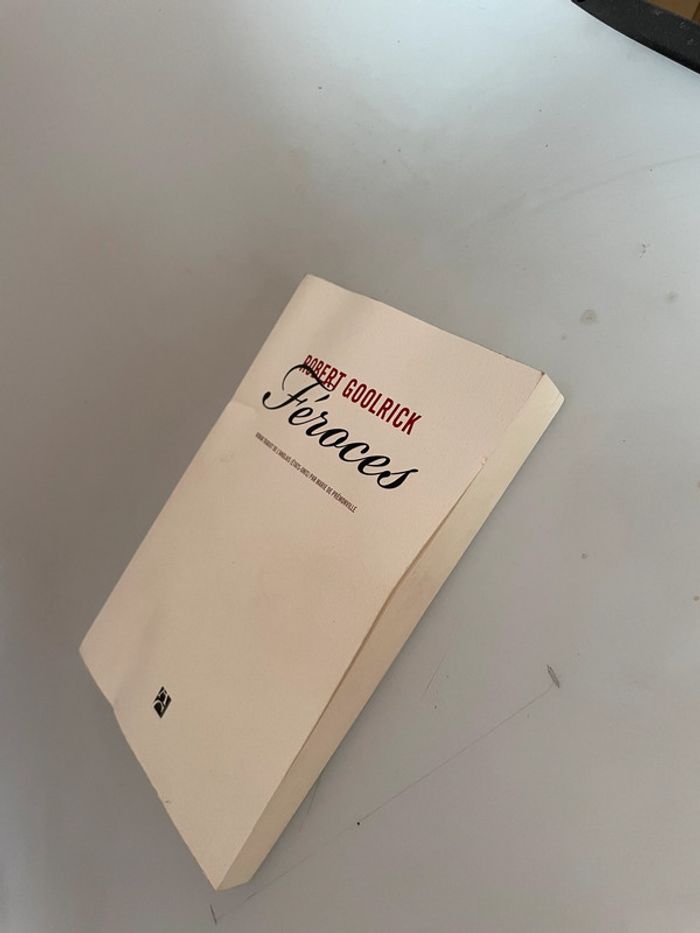 ROBERT GOOLRICK
Féroces
ROMAN TRADUIT DE L'ANGLAIS (ÉTATS-UNIS) PAR MARIE DE PRÉMONVILLE